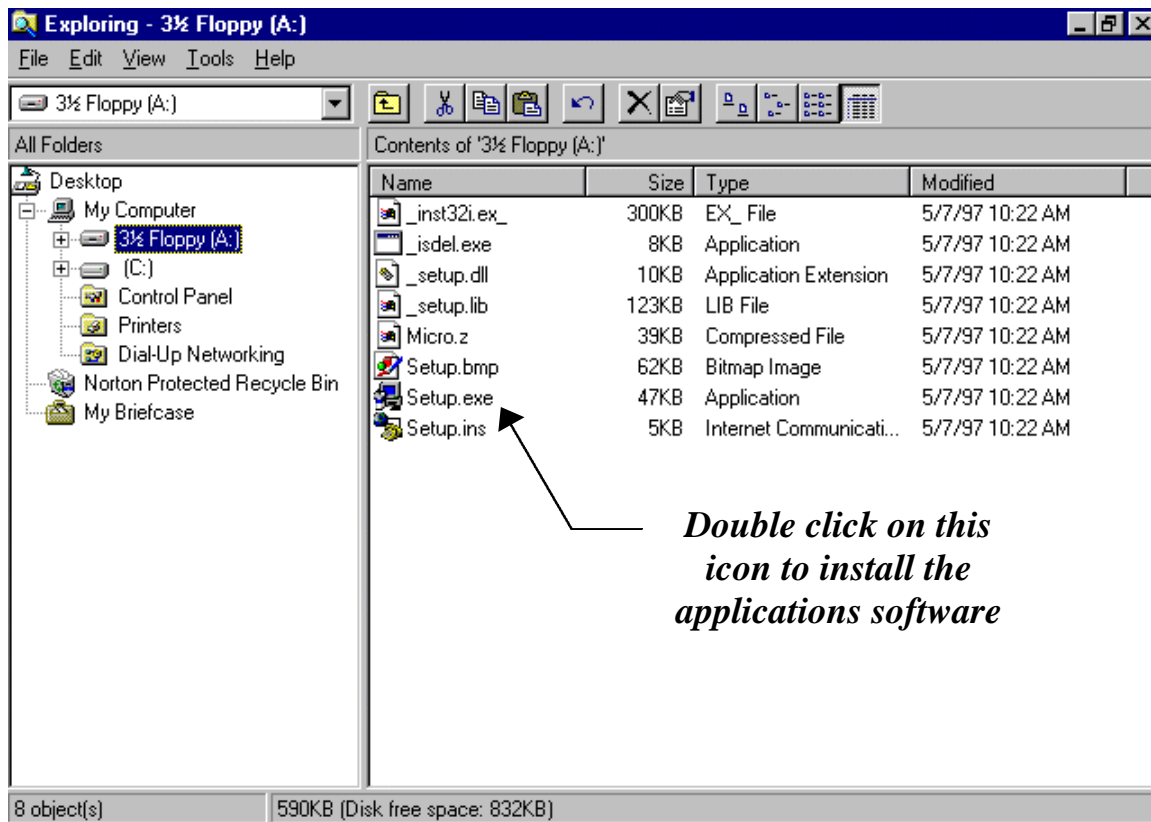 Exploring - 3½ Floppy (A:)
File Edit View Tools Help
3½ Floppy (A:)
All Folders
Contents of '3½ Floppy (A:)'
Desktop
My Computer
3½ Floppy (A:)
(C:)
Control Panel
Printers
Dial-Up Networking
Norton Protected Recycle Bin
My Briefcase
Name Size Type Modified
_inst32i.ex_ 300KB EX_ File 5/7/97 10:22 AM
_isdel.exe 8KB Application 5/7/97 10:22 AM
_setup.dll 10KB Application Extension 5/7/97 10:22 AM
_setup.lib 123KB LIB File 5/7/97 10:22 AM
Micro.z 39KB Compressed File 5/7/97 10:22 AM
Setup.bmp 62KB Bitmap Image 5/7/97 10:22 AM
Setup.exe 47KB Application 5/7/97 10:22 AM
Setup.ins 5KB Internet Communicati... 5/7/97 10:22 AM
Double click on this
icon to install the
applications software
8 object(s)
590KB (Disk free space: 832KB)